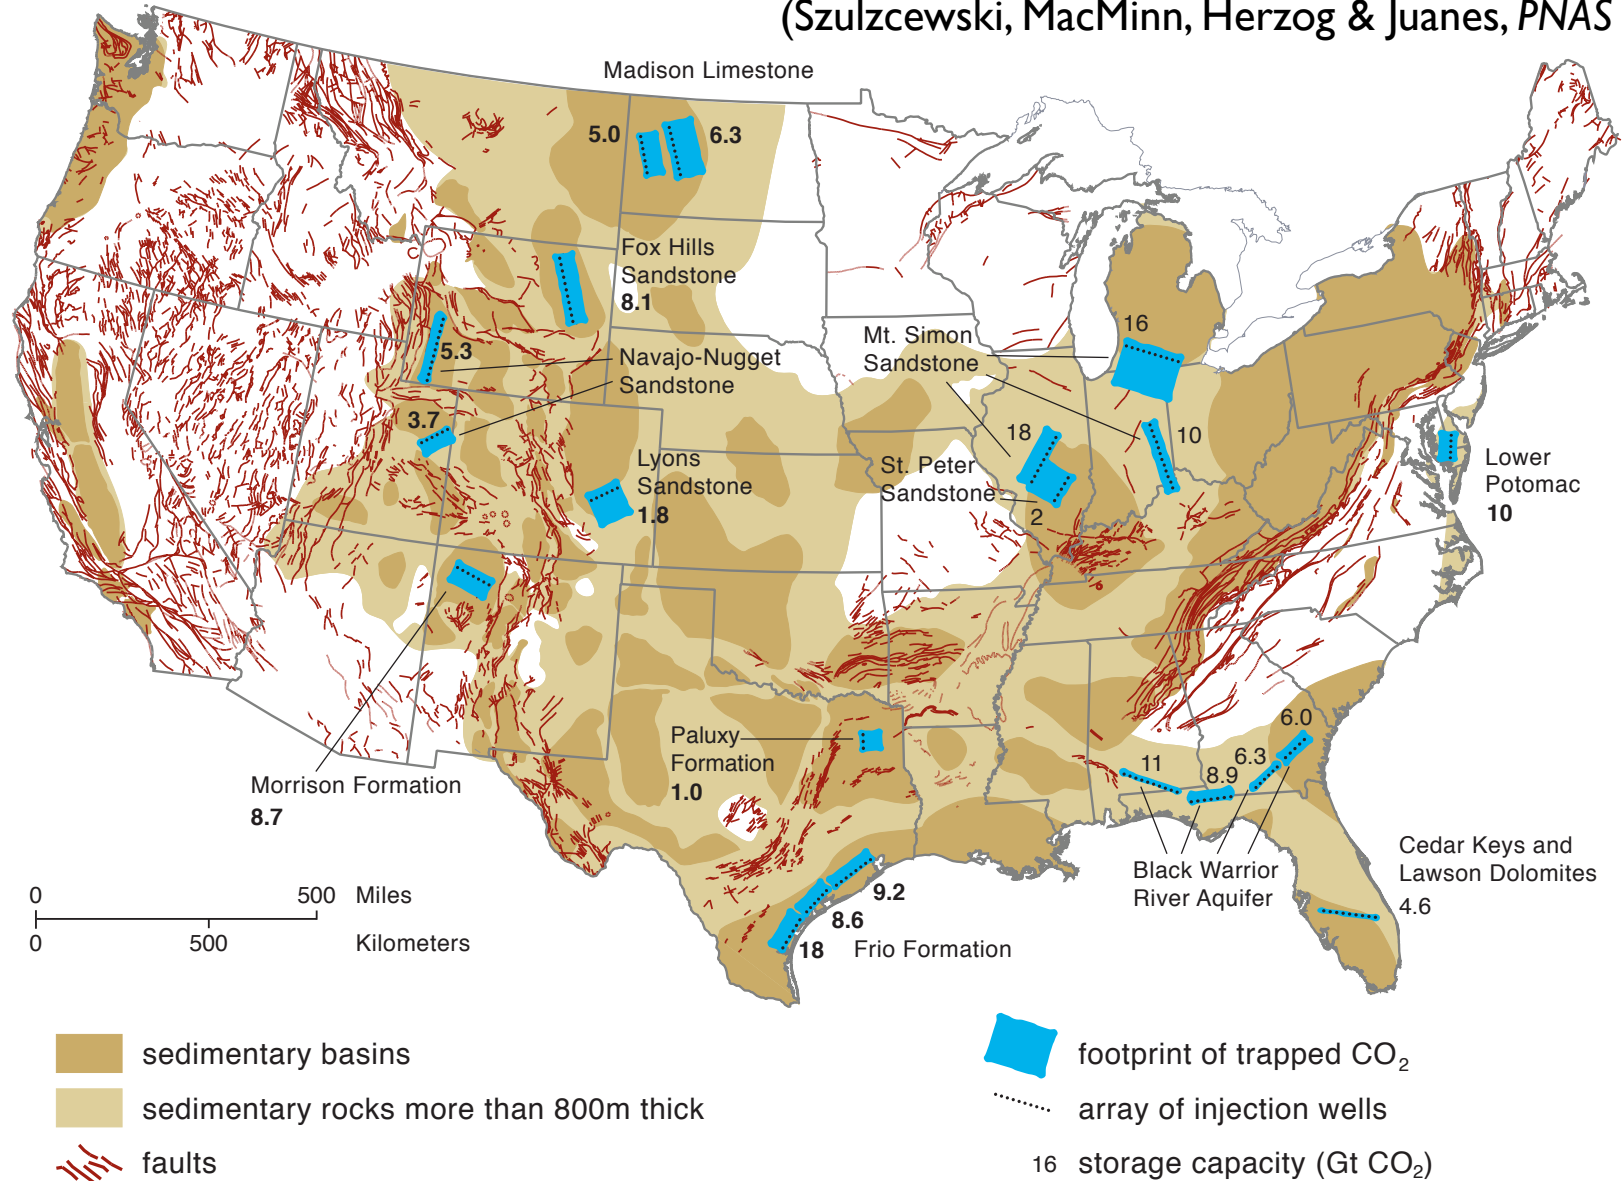 (Szulzcewski, MacMinn, Herzog & Juanes, PNAS
Madison Limestone
5.0
6.3
Fox Hills
Sandstone
8.1
5.3
Navajo-Nugget
Sandstone
3.7
Lyons
Sandstone
1.8
Mt. Simon
Sandstone
16
18
10
St. Peter
Sandstone
2
Lower
Potomac
10
Morrison Formation
8.7
Paluxy
Formation
1.0
9.2
8.6
18
Frio Formation
11
8.9
6.3
6.0
Black Warrior
River Aquifer
Cedar Keys and
Lawson Dolomites
4.6
0 500 Miles
0 500 Kilometers
sedimentary basins
sedimentary rocks more than 800m thick
faults
footprint of trapped CO₂
array of injection wells
16 storage capacity (Gt CO₂)